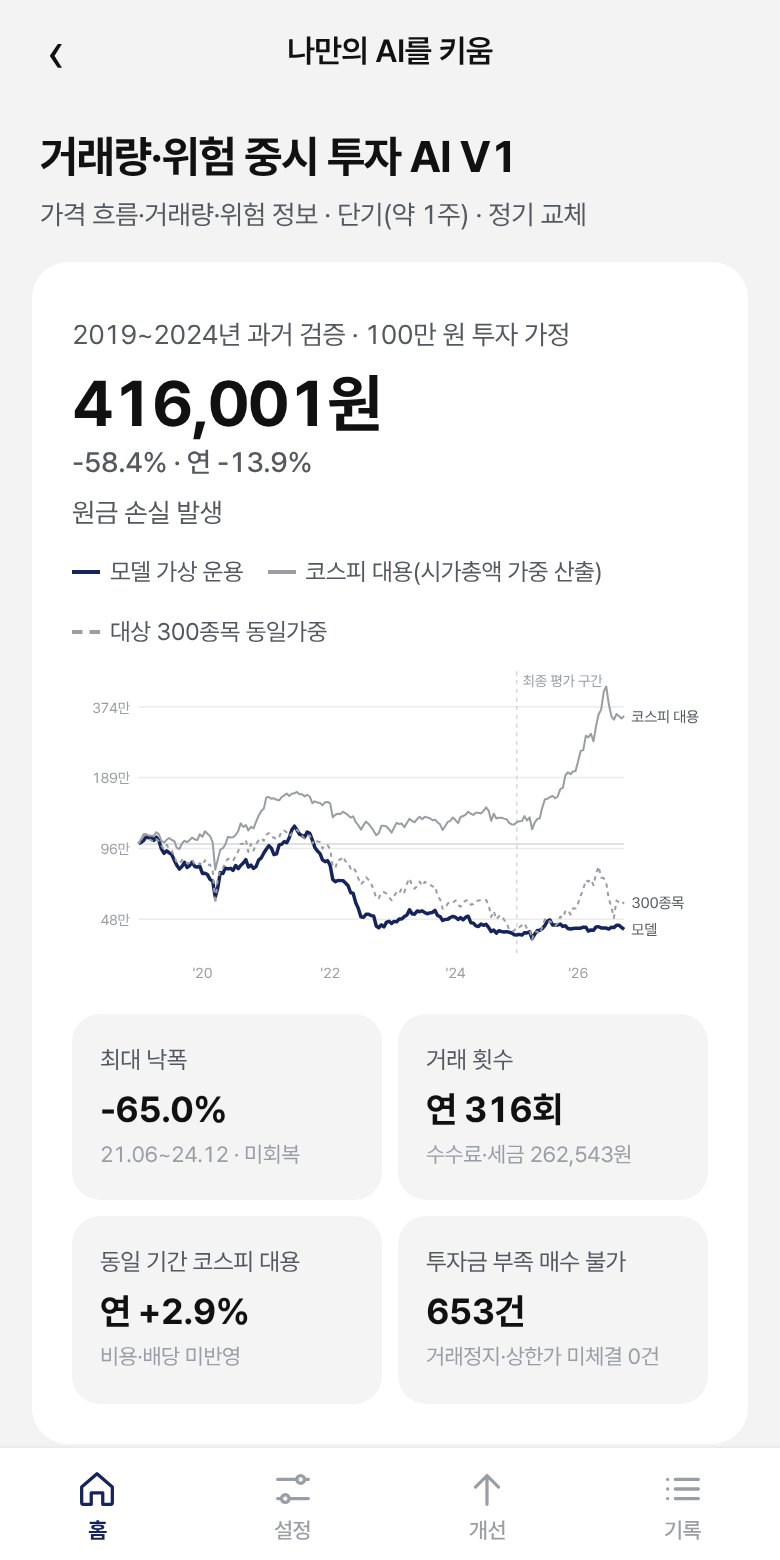 나만의 AI를 키움
거래량·위험 중시 투자 AI V1
가격 흐름·거래량·위험 정보 · 단기(약 1주) · 정기 교체
2019~2024년 과거 검증 · 100만 원 투자 가정
416,001원
-58.4% · 연 -13.9%
원금 손실 발생
모델 가상 운용
코스피 대용(시가총액 가중 산출)
대상 300종목 동일가중
최종 평가 구간
374만
코스피 대용
189만
96만
300종목
48만
모델
'20
'22
'24
'26
최대 낙폭
-65.0%
21.06~24.12 · 미회복
거래 횟수
연 316회
수수료·세금 262,543원
동일 기간 코스피 대용
연 +2.9%
비용·배당 미반영
투자금 부족 매수 불가
653건
거래정지·상한가 미체결 0건
홈
설정
개선
기록